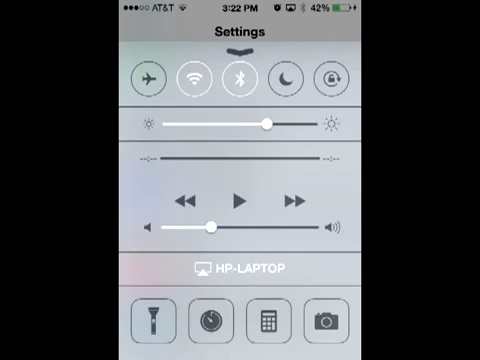 AT&T 3:22 PM 42%
Settings
--:-- --:--
HP-LAPTOP